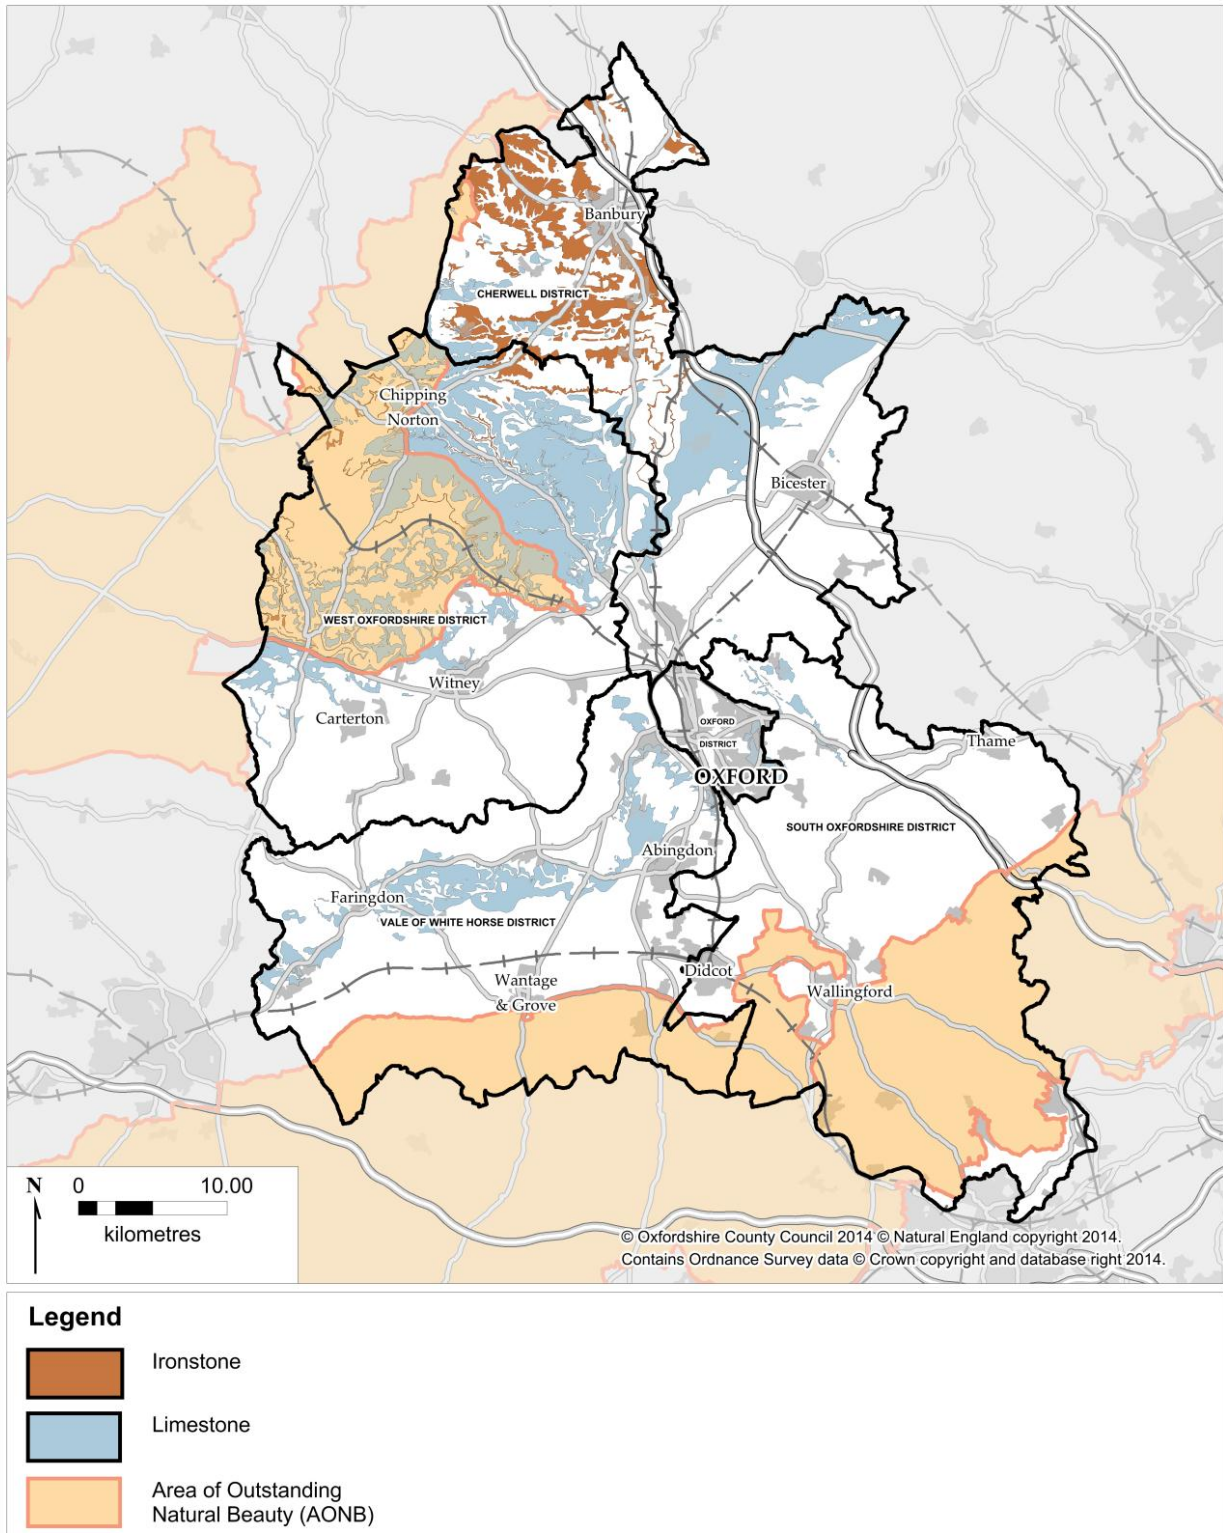 Banbury
CHERWELL DISTRICT
Chipping
Norton
Bicester
WEST OXFORDSHIRE DISTRICT
Witney
Carterton
OXFORD
DISTRICT
OXFORD
Thame
SOUTH OXFORDSHIRE DISTRICT
Abingdon
Faringdon
VALE OF WHITE HORSE DISTRICT
Didcot
Wantage
& Grove
Wallingford
N
0 10.00
kilometres
© Oxfordshire County Council 2014 © Natural England copyright 2014.
Contains Ordnance Survey data © Crown copyright and database right 2014.
Legend
Ironstone
Limestone
Area of Outstanding
Natural Beauty (AONB)